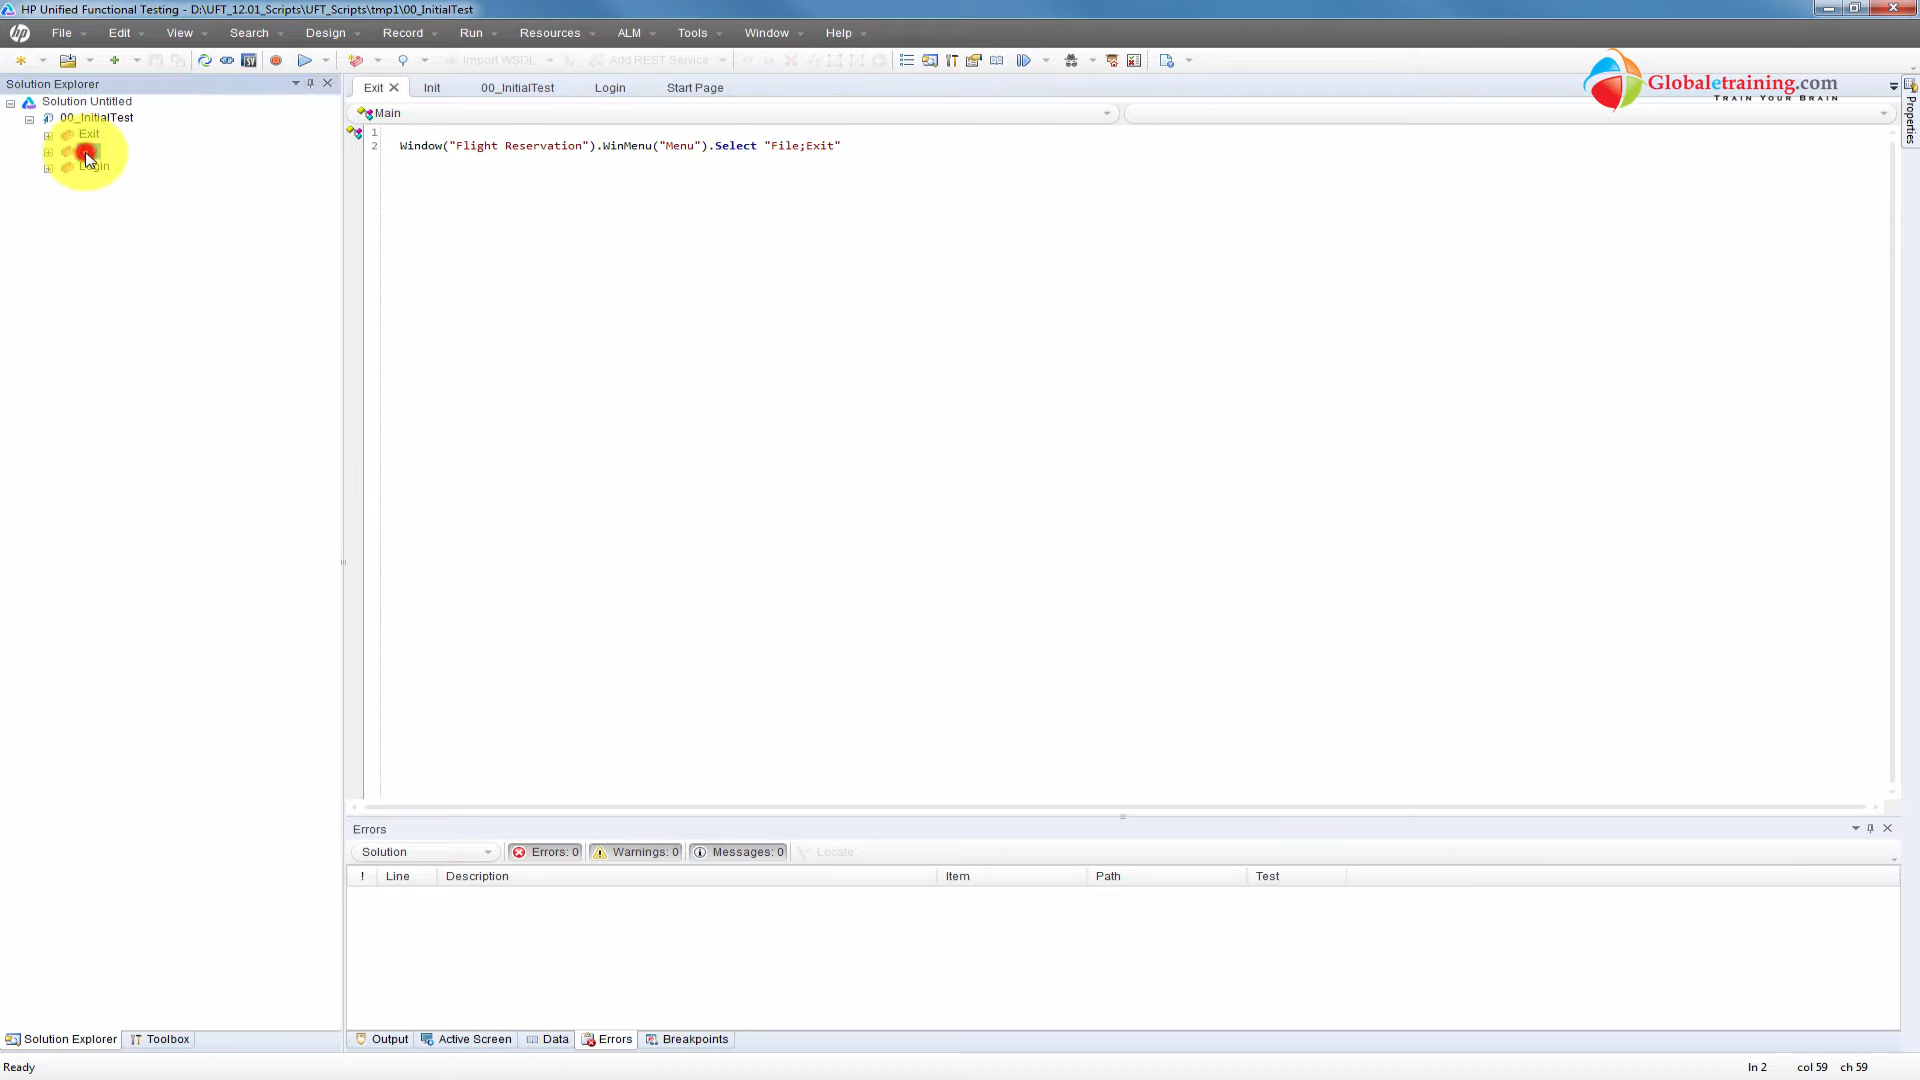 HP Unified Functional Testing - D:\UFT_12.01_Scripts\UFT_Scripts\tmp1\00_InitialTest
File Edit View Search Design Record Run Resources ALM Tools Window Help
Import WSDL Add REST Service
Globaletraining.com
TRAIN YOUR BRAIN
Solution Explorer
Solution Untitled
00_InitialTest
Exit
Login
Exit Init 00_InitialTest Login Start Page
Main
1
2 Window("Flight Reservation").WinMenu("Menu").Select "File;Exit"
Properties
Errors
Solution Errors: 0 Warnings: 0 Messages: 0 Locate
! Line Description Item Path Test
Solution Explorer Toolbox
Output Active Screen Data Errors Breakpoints
Ready
ln 2 col 59 ch 59